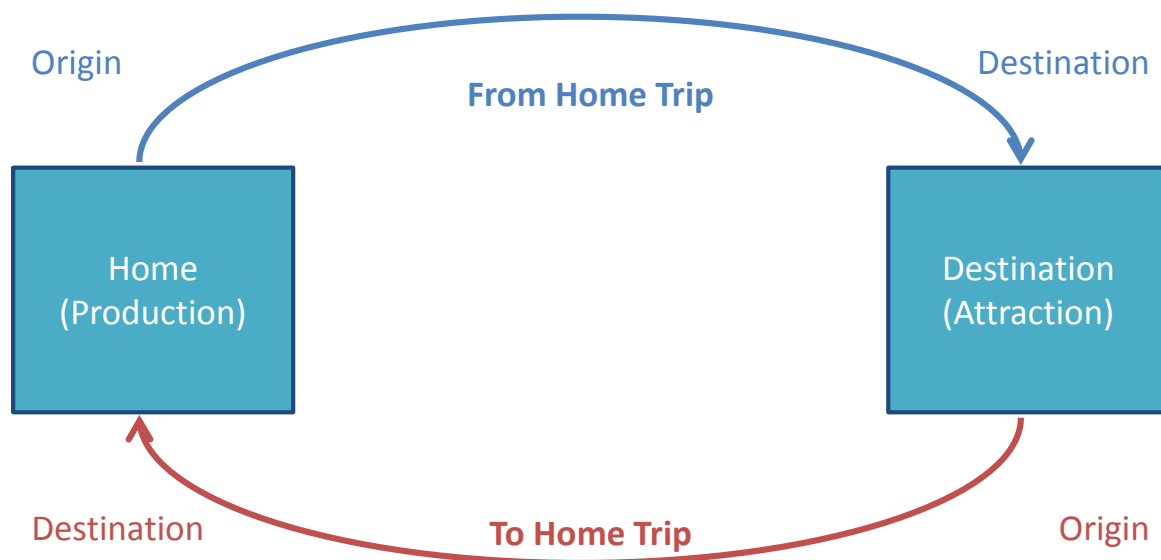 Origin
Destination
From Home Trip
Home
(Production)
Destination
(Attraction)
Destination
To Home Trip
Origin